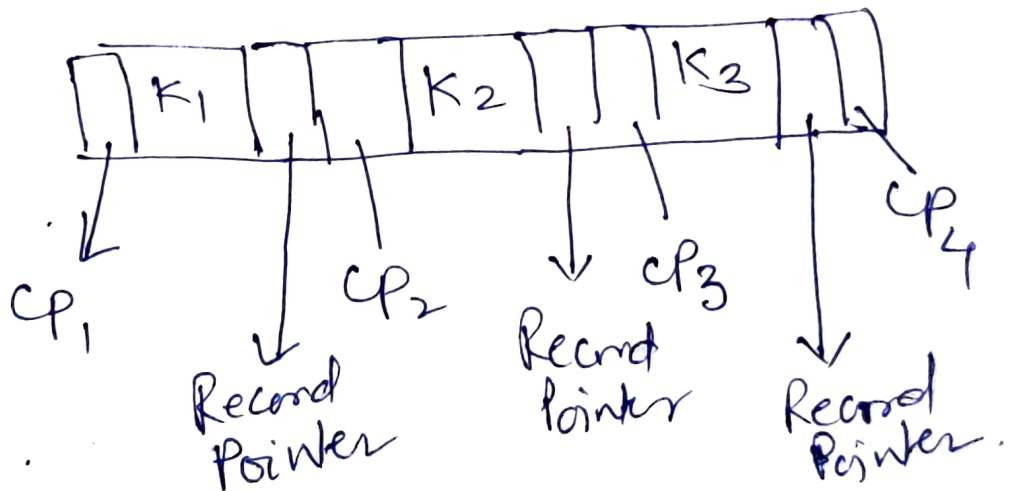 K1 K2 K3
CP1 CP2 CP3 CP4
Record Pointer
Record Pointer
Record Pointer.